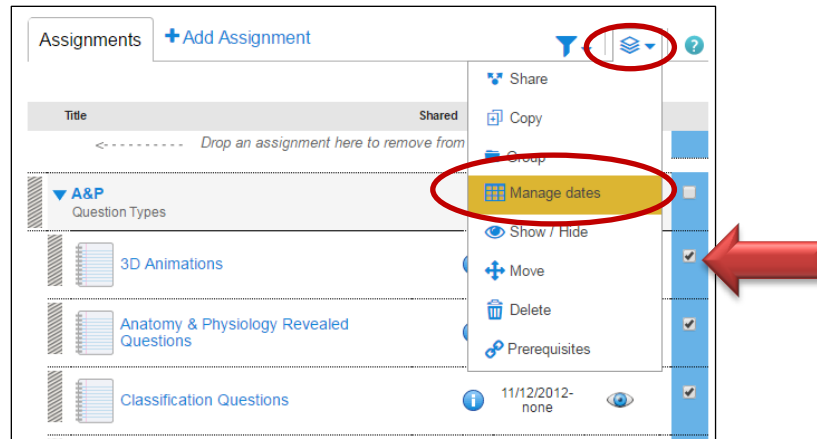 Assignments
+Add Assignment
?
Share
Title
Shared
Copy
<- - - - - - - - - - Drop an assignment here to remove from
Group
A&P
Question Types
Manage dates
Show / Hide
3D Animations
Move
Delete
Anatomy & Physiology Revealed
Questions
Prerequisites
Classification Questions
i
11/12/2012-
none